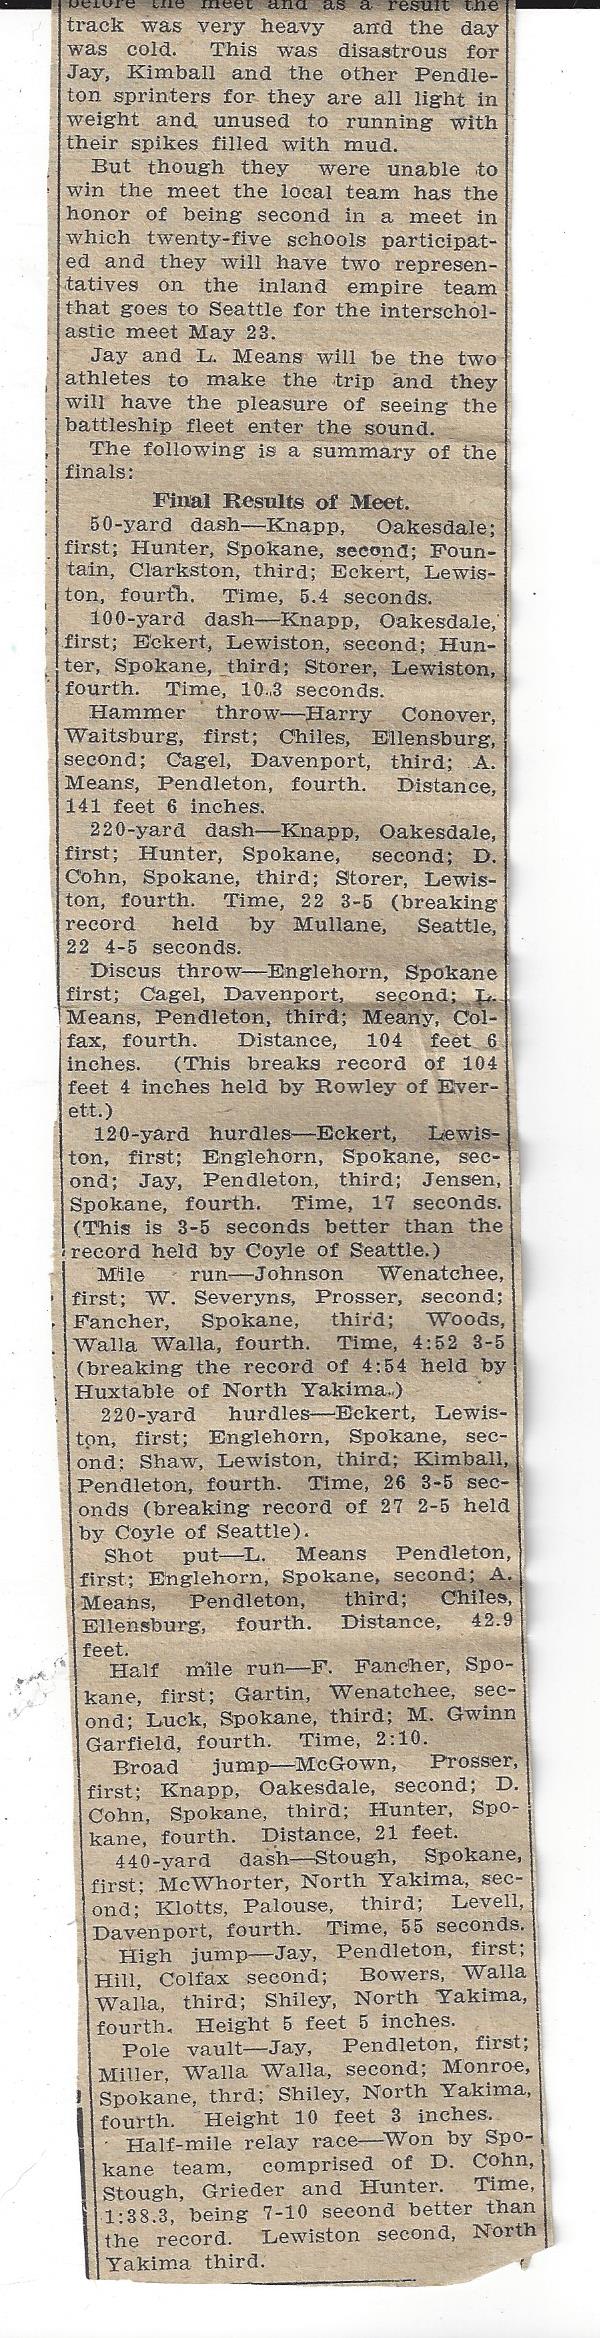 before the meet and as a result the
track was very heavy and the day
was cold. This was disastrous for
Jay, Kimball and the other Pendle-
ton sprinters for they are all light in
weight and unused to running with
their spikes filled with mud.
But though they were unable to
win the meet the local team has the
honor of being second in a meet in
which twenty-five schools participat-
ed and they will have two represen-
tatives on the inland empire team
that goes to Seattle for the interschol-
astic meet May 23.
Jay and L. Means will be the two
athletes to make the trip and they
will have the pleasure of seeing the
battleship fleet enter the sound.
The following is a summary of the
finals:
Final Results of Meet.
50-yard dash—Knapp, Oakesdale;
first; Hunter, Spokane, second; Foun-
tain, Clarkston, third; Eckert, Lewis-
ton, fourth. Time, 5.4 seconds.
100-yard dash—Knapp, Oakesdale,
first; Eckert, Lewiston, second; Hun-
ter, Spokane, third; Storer, Lewiston,
fourth. Time, 10.3 seconds.
Hammer throw—Harry Conover,
Waitsburg, first; Chiles, Ellensburg,
second; Cagel, Davenport, third; A.
Means, Pendleton, fourth. Distance,
141 feet 6 inches.
220-yard dash—Knapp, Oakesdale,
first; Hunter, Spokane, second; D.
Cohn, Spokane, third; Storer, Lewis-
ton, fourth. Time, 22 3-5 (breaking
record held by Mullane, Seattle,
22 4-5 seconds.
Discus throw—Englehorn, Spokane
first; Cagel, Davenport, second; L.
Means, Pendleton, third; Meany, Col-
fax, fourth. Distance, 104 feet 6
inches. (This breaks record of 104
feet 4 inches held by Rowley of Ever-
ett.)
120-yard hurdles—Eckert, Lewis-
ton, first; Englehorn, Spokane, sec-
ond; Jay, Pendleton, third; Jensen,
Spokane, fourth. Time, 17 seconds.
(This is 3-5 seconds better than the
record held by Coyle of Seattle.)
Mile run—Johnson Wenatchee,
first; W. Severyns, Prosser, second;
Fancher, Spokane, third; Woods,
Walla Walla, fourth. Time, 4:52 3-5
(breaking the record of 4:54 held by
Huxtable of North Yakima.)
220-yard hurdles—Eckert, Lewis-
ton, first; Englehorn, Spokane, sec-
ond; Shaw, Lewiston, third; Kimball,
Pendleton, fourth. Time, 26 3-5 sec-
onds (breaking record of 27 2-5 held
by Coyle of Seattle).
Shot put—L. Means Pendleton,
first; Englehorn, Spokane, second; A.
Means, Pendleton, third; Chiles,
Ellensburg, fourth. Distance, 42.9
feet.
Half mile run—F. Fancher, Spo-
kane, first; Gartin, Wenatchee, sec-
ond; Luck, Spokane, third; M. Gwinn
Garfield, fourth. Time, 2:10.
Broad jump—McGown, Prosser,
first; Knapp, Oakesdale, second; D.
Cohn, Spokane, third; Hunter, Spo-
kane, fourth. Distance, 21 feet.
440-yard dash—Stough, Spokane,
first; McWhorter, North Yakima, sec-
ond; Klotts, Palouse, third; Levell,
Davenport, fourth. Time, 55 seconds.
High jump—Jay, Pendleton, first;
Hill, Colfax second; Bowers, Walla
Walla, third; Shiley, North Yakima,
fourth. Height 5 feet 5 inches.
Pole vault—Jay, Pendleton, first;
Miller, Walla Walla, second; Monroe,
Spokane, thrd; Shiley, North Yakima,
fourth. Height 10 feet 3 inches.
Half-mile relay race—Won by Spo-
kane team, comprised of D. Cohn,
Stough, Grieder and Hunter. Time,
1:38.3, being 7-10 second better than
the record. Lewiston second, North
Yakima third.